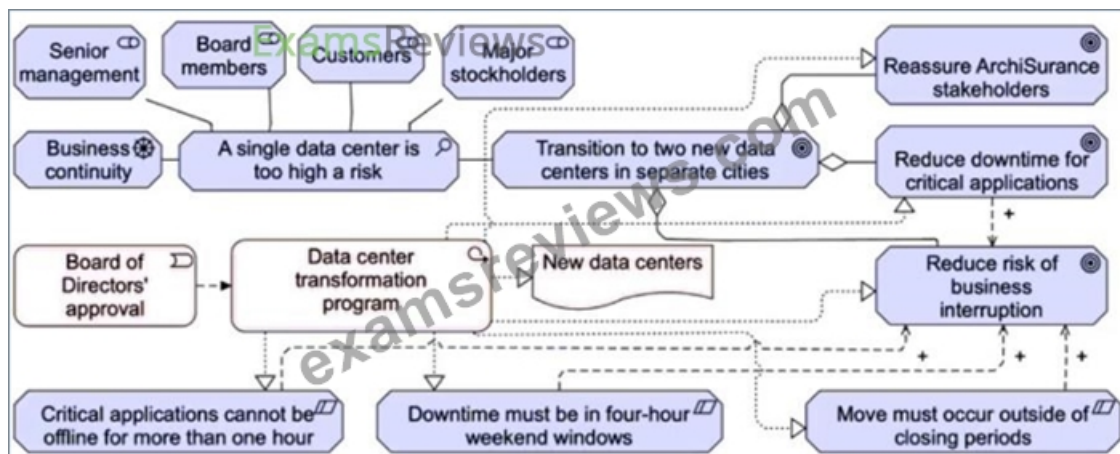 Senior
management
Board
members
Customers
Major
stockholders
ExamsReviews
Reassure ArchiSurance
stakeholders
Business
continuity
A single data center is
too high a risk
Transition to two new data
centers in separate cities
Reduce downtime for
critical applications
+
Board of
Directors'
approval
Data center
transformation
program
New data centers
Reduce risk of
business
interruption
+
+
+
Critical applications cannot be
offline for more than one hour
Downtime must be in four-hour
weekend windows
Move must occur outside of
closing periods
examsreviews.com